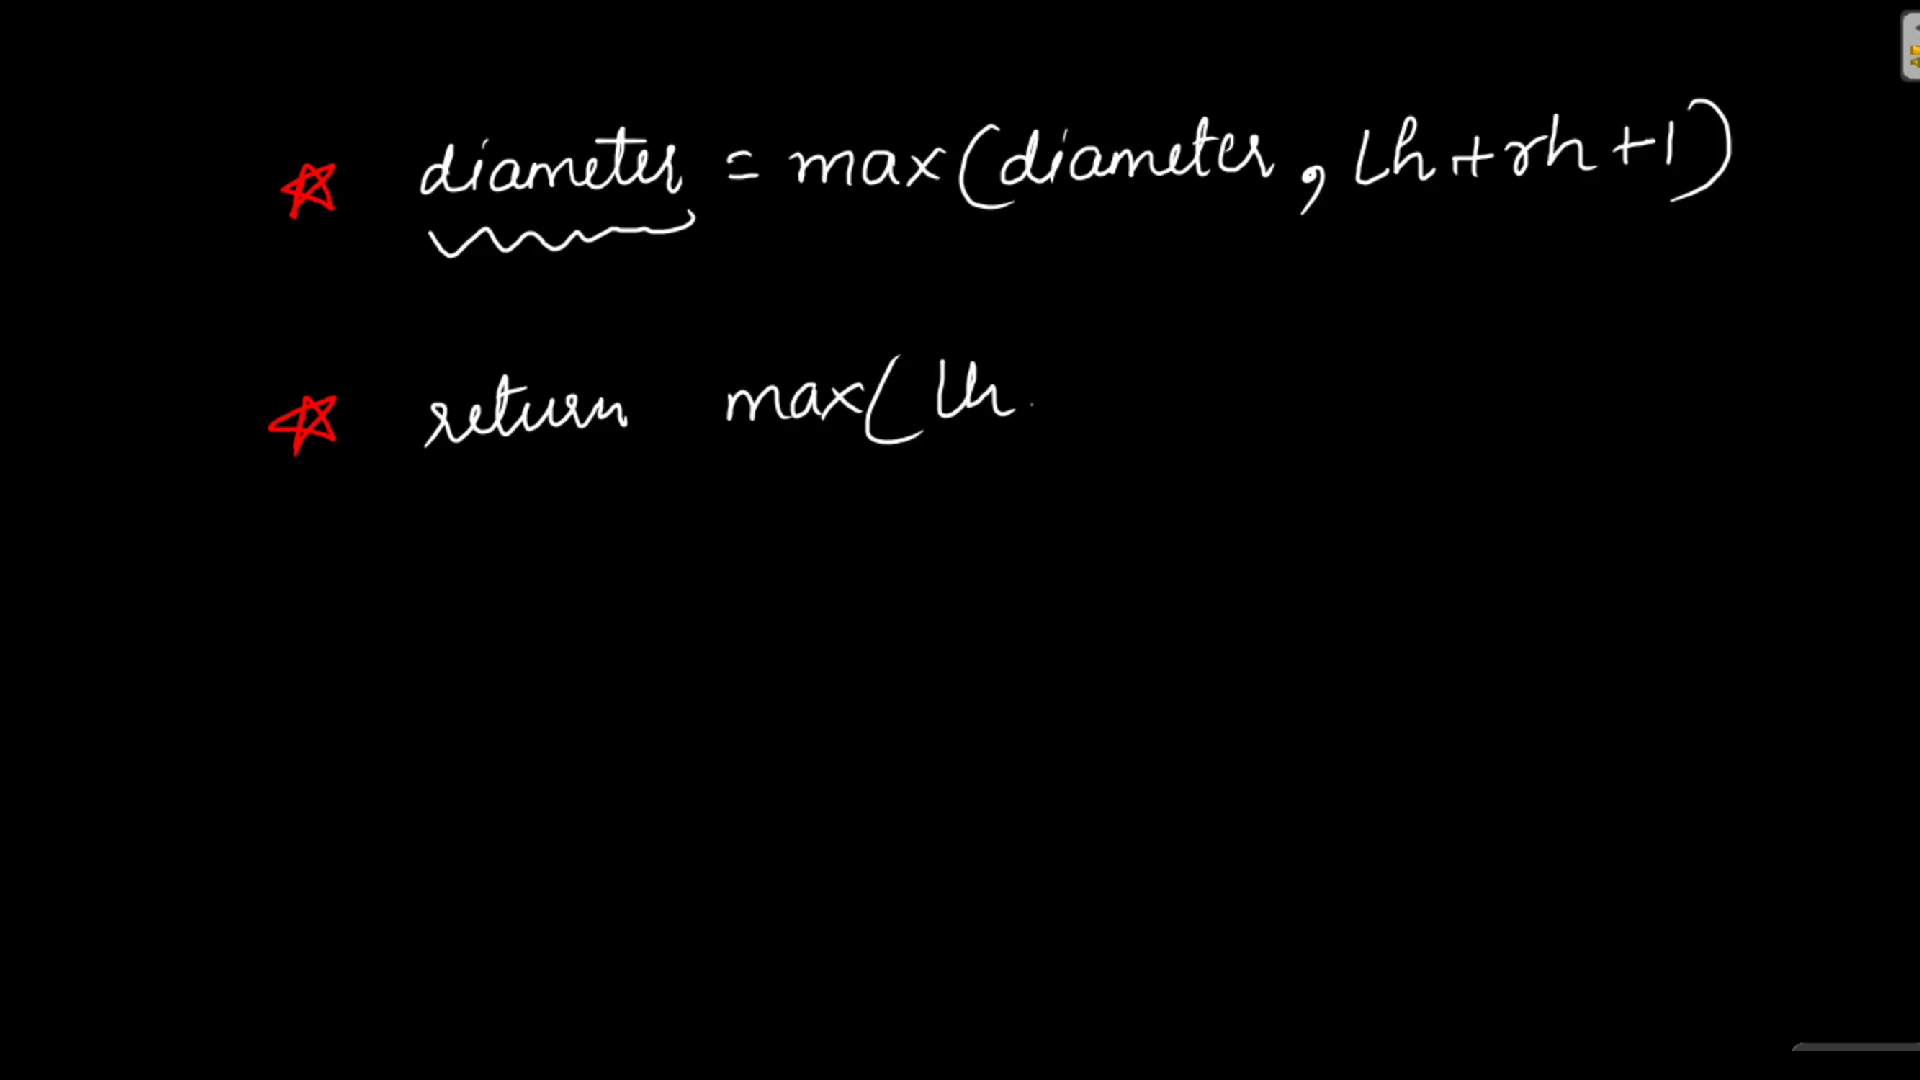 diameter = max(diameter, lh+rh+1)
return max( lh